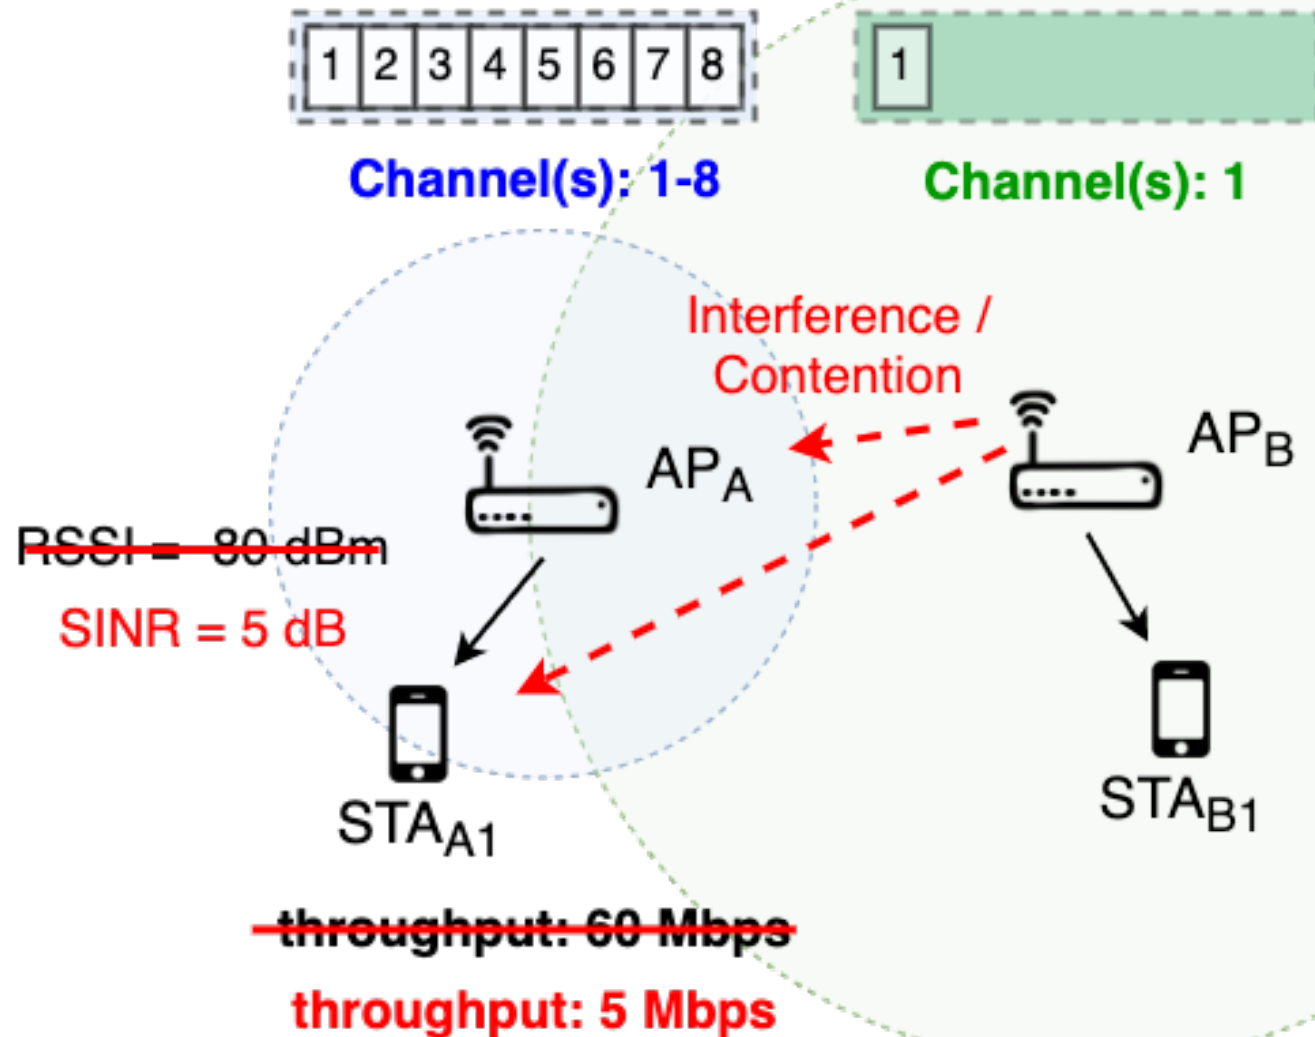 1 2 3 4 5 6 7 8
1
Channel(s): 1-8
Channel(s): 1
Interference /
Contention
AP_B
AP_A
RSSI = -80 dBm
SINR = 5 dB
STA_A1
STA_B1
throughput: 60 Mbps
throughput: 5 Mbps